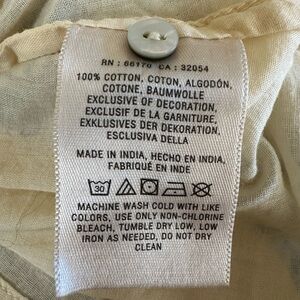 RN : 66170 CA : 32054
100% COTTON, COTON, ALGODÓN,
COTONE, BAUMWOLLE
EXCLUSIVE OF DECORATION,
EXCLUSIF DE LA GARNITURE,
EXKLUSIVES DER DEKORATION,
ESCLUSIVA DELLA
MADE IN INDIA, HECHO EN INDIA,
FABRIQUÉ EN INDE
30
MACHINE WASH COLD WITH LIKE
COLORS, USE ONLY NON-CHLORINE
BLEACH, TUMBLE DRY LOW, LOW
IRON AS NEEDED, DO NOT DRY
CLEAN